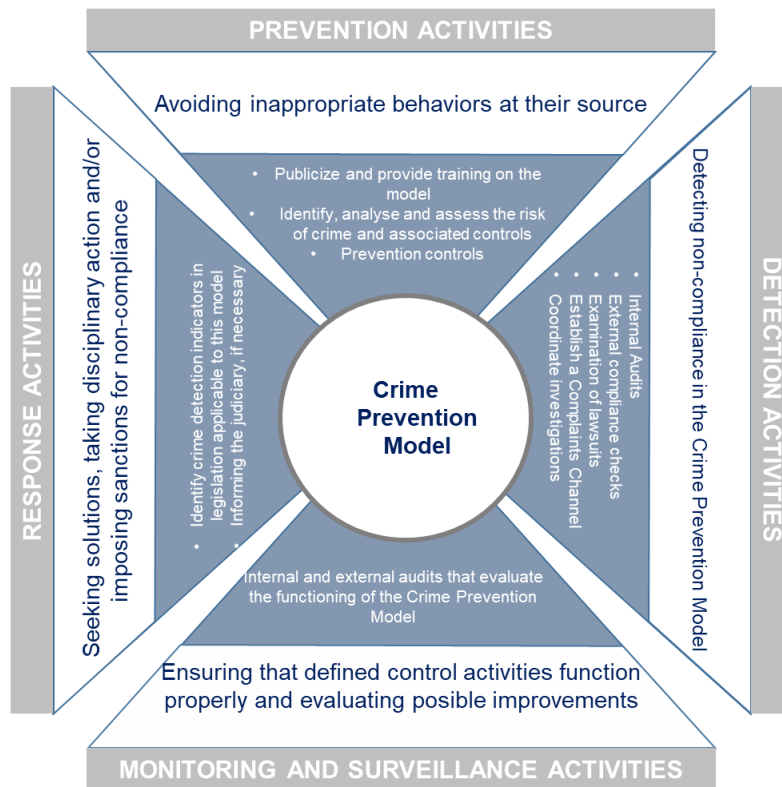 PREVENTION ACTIVITIES
Avoiding inappropriate behaviors at their source
• Publicize and provide training on the
model
• Identify, analyse and assess the risk
of crime and associated controls
• Prevention controls
RESPONSE ACTIVITIES
Seeking solutions, taking disciplinary action and/or
imposing sanctions for non-compliance
• Identify crime detection indicators in
legislation applicable to this model
• Informing the judiciary, if necessary
Crime
Prevention
Model
• Internal Audits
• External compliance checks
• Examination of lawsuits
• Establish a Complaints Channel
• Coordinate investigations
Detecting non-compliance in the Crime Prevention Model
DETECTION ACTIVITIES
Internal and external audits that evaluate
the functioning of the Crime Prevention
Model
Ensuring that defined control activities function
properly and evaluating posible improvements
MONITORING AND SURVEILLANCE ACTIVITIES